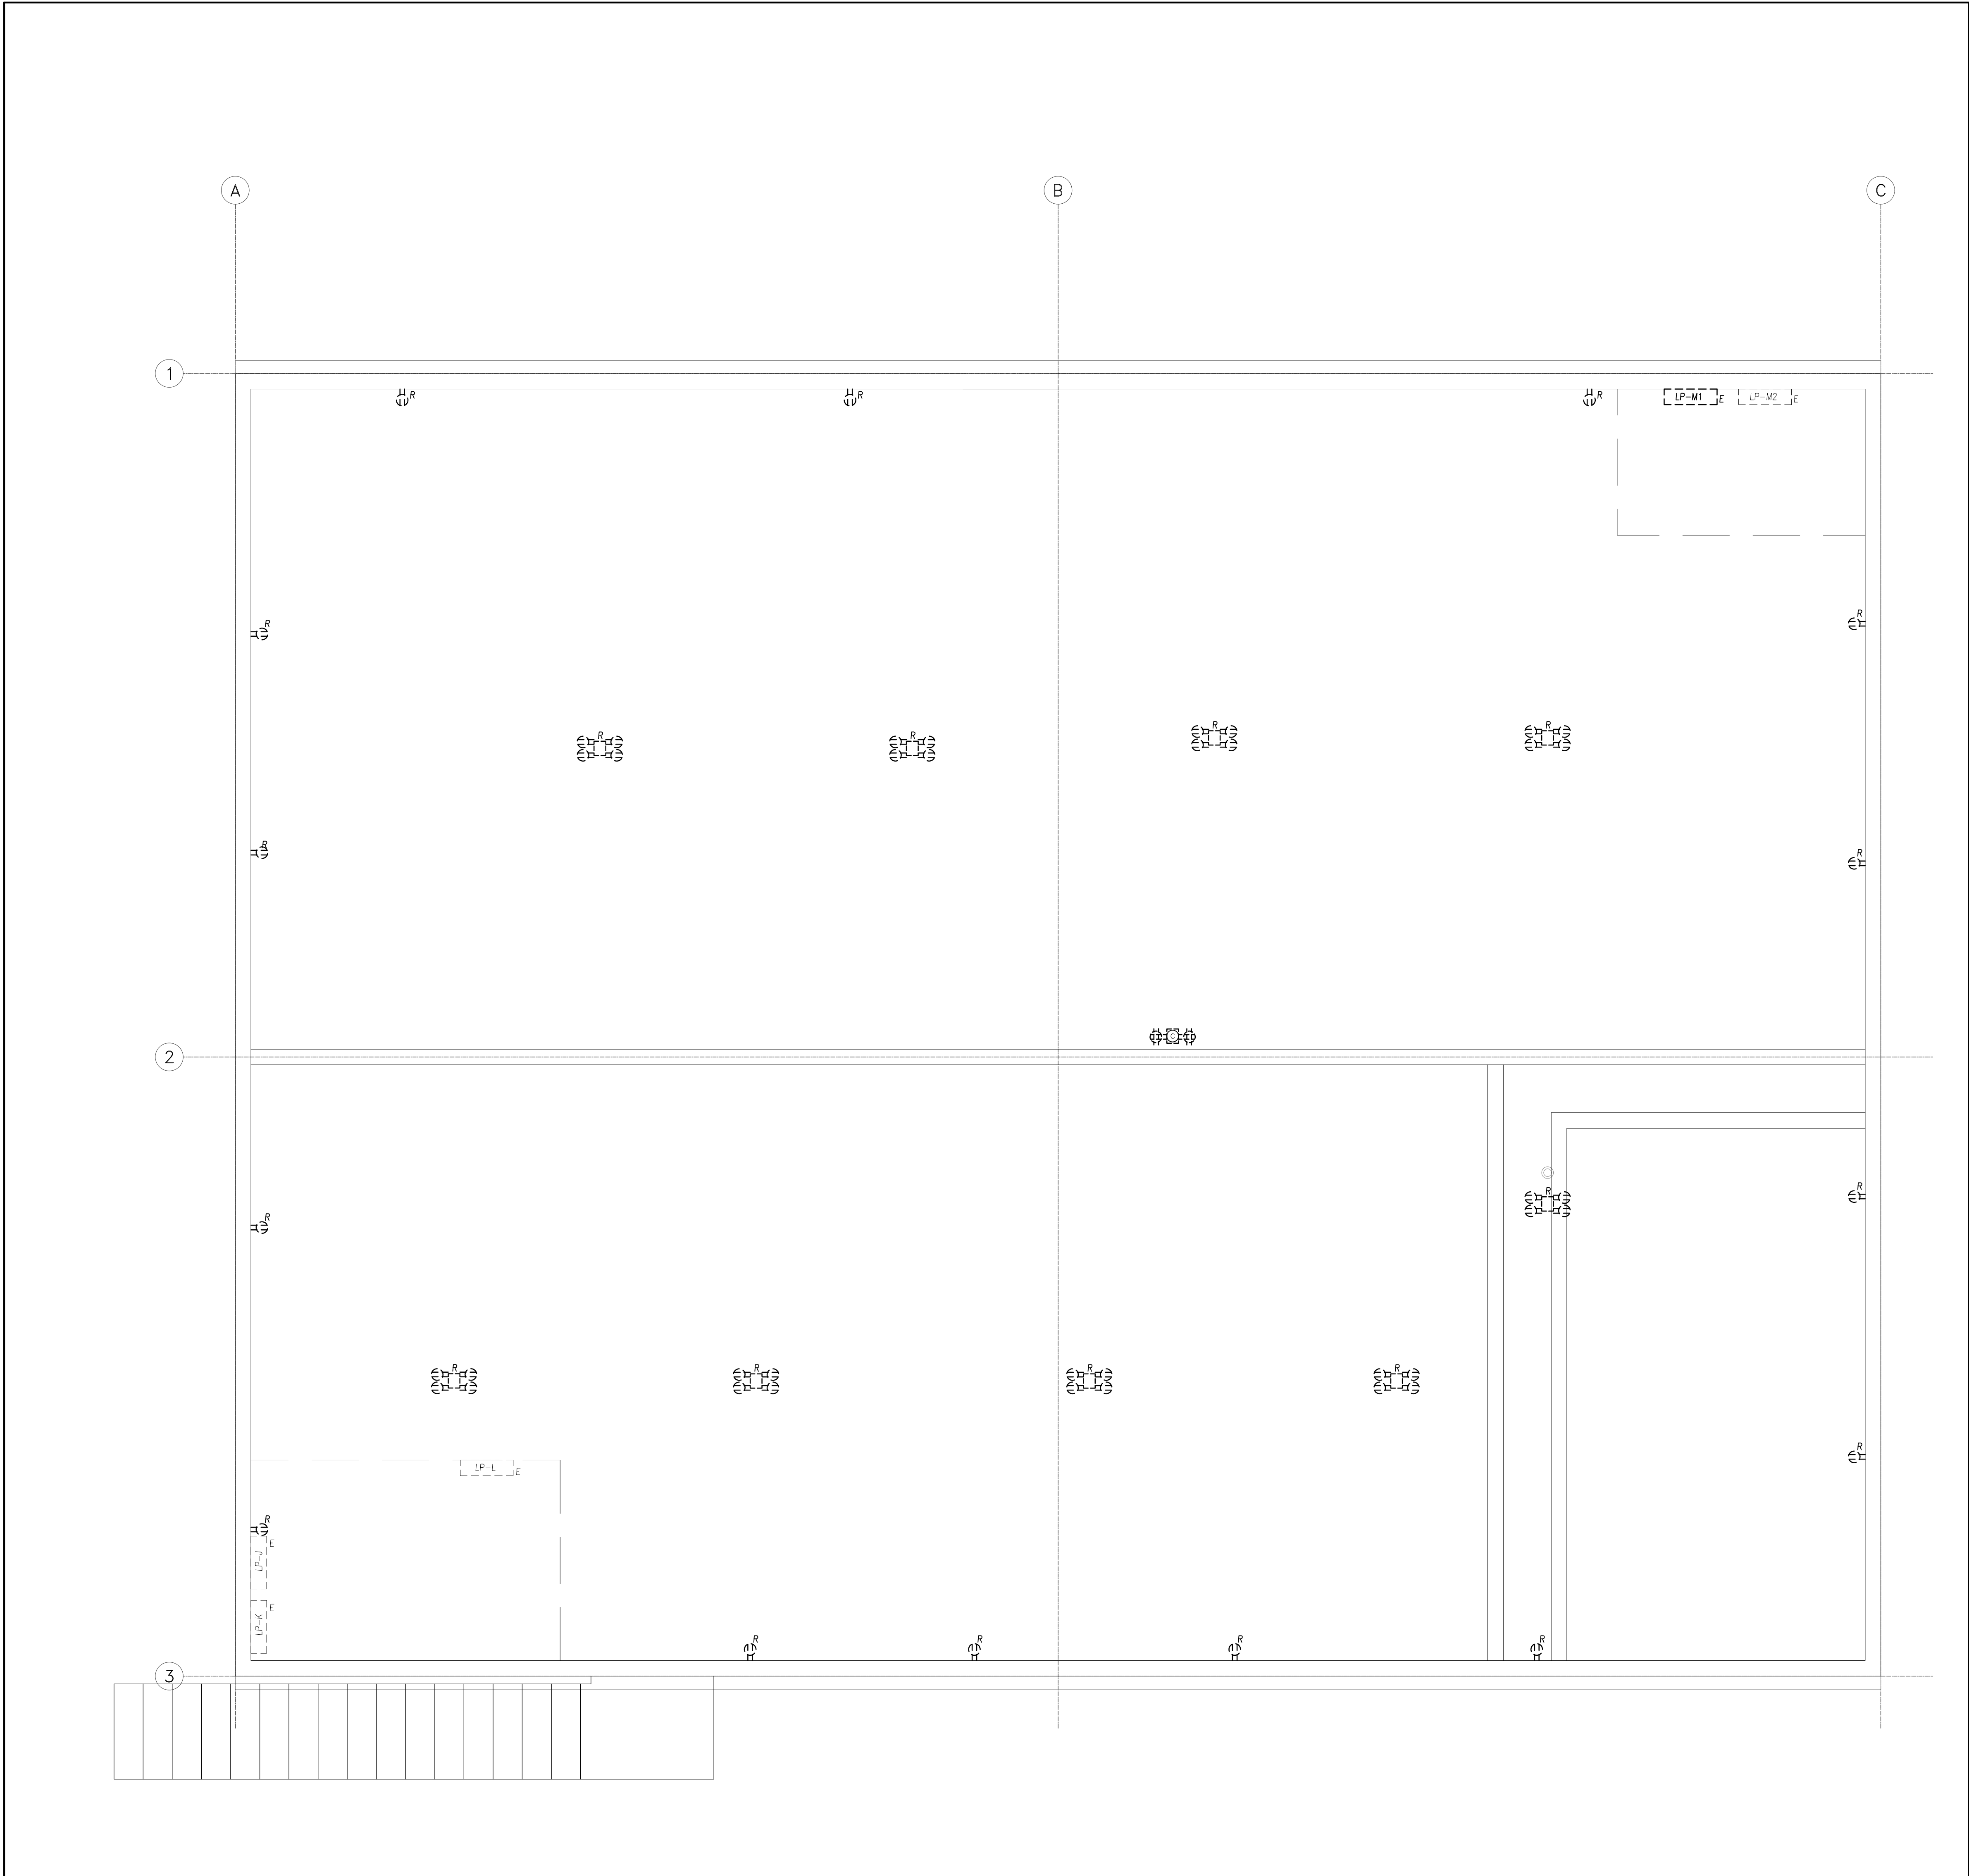 A B C
1
R R R LP-M1 E LP-M2 E
R R
R R R R
R R
C
2
R R
R
R R R R
R
LP-L E
R
E
LP-J
E
LP-K
R R R R
3